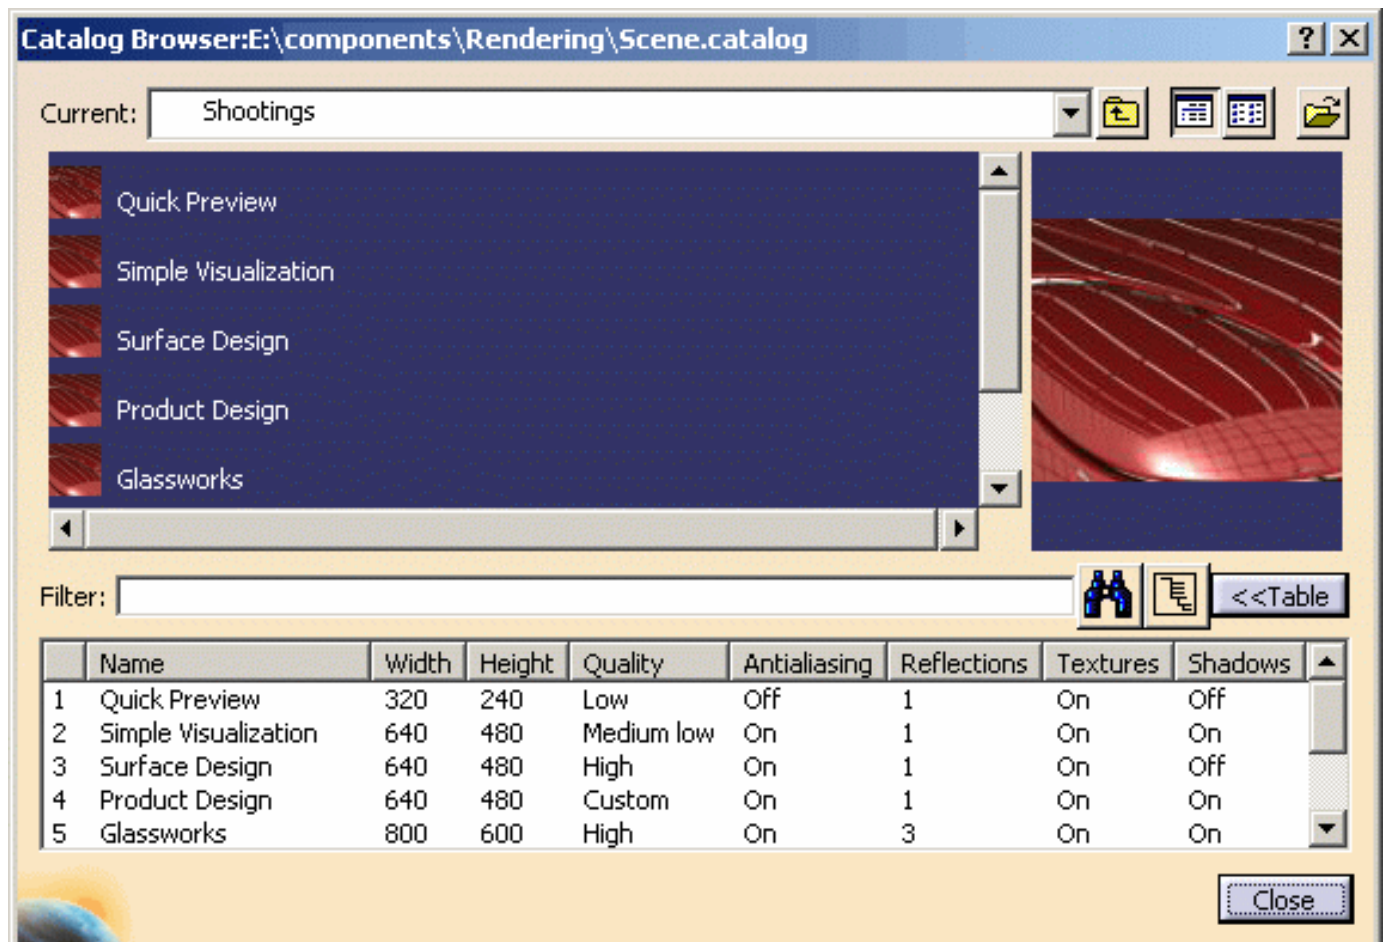 Catalog Browser:E:\components\Rendering\Scene.catalog
Current: Shootings
Quick Preview
Simple Visualization
Surface Design
Product Design
Glassworks
Filter: <<Table
Name Width Height Quality Antialiasing Reflections Textures Shadows
1 Quick Preview 320 240 Low Off 1 On Off
2 Simple Visualization 640 480 Medium low On 1 On On
3 Surface Design 640 480 High On 1 On Off
4 Product Design 640 480 Custom On 1 On On
5 Glassworks 800 600 High On 3 On On
Close